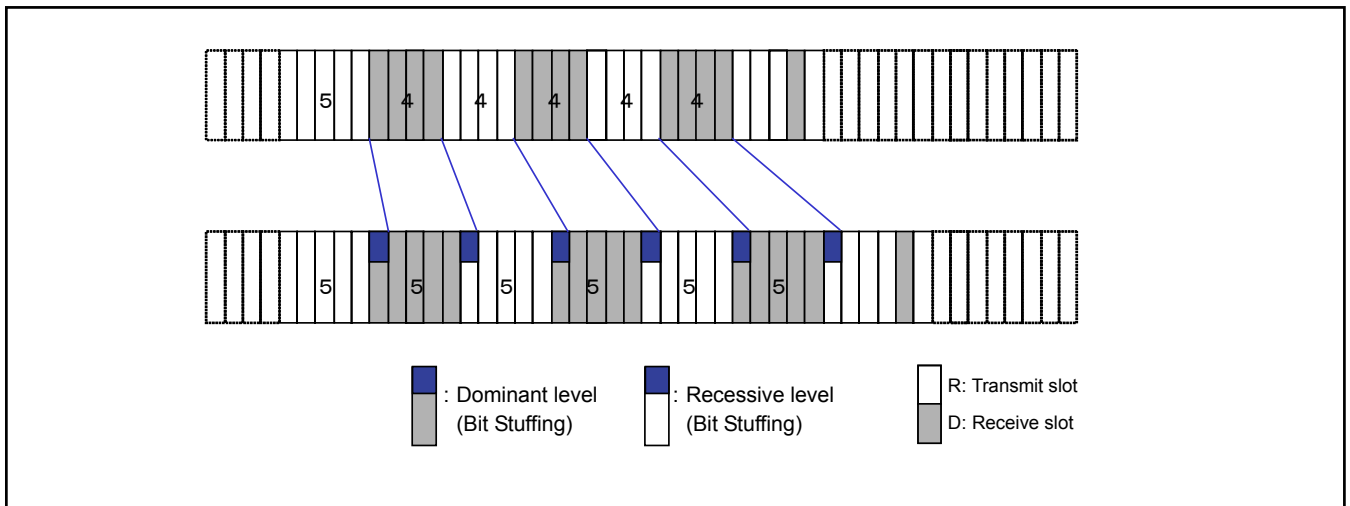 5 4 4 4 4 4
5 5 5 5 5 5
: Dominant level
(Bit Stuffing)
: Recessive level
(Bit Stuffing)
R: Transmit slot
D: Receive slot